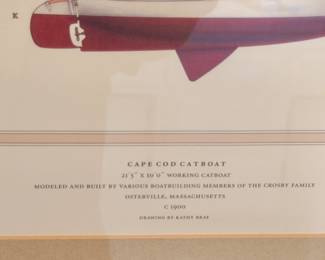 K
CAPE COD CATBOAT
21'5" X 10'0" WORKING CATBOAT
MODELED AND BUILT BY VARIOUS BOATBUILDING MEMBERS OF THE CROSBY FAMILY
OSTERVILLE, MASSACHUSETTS
C 1900
DRAWING BY KATHY BRAY